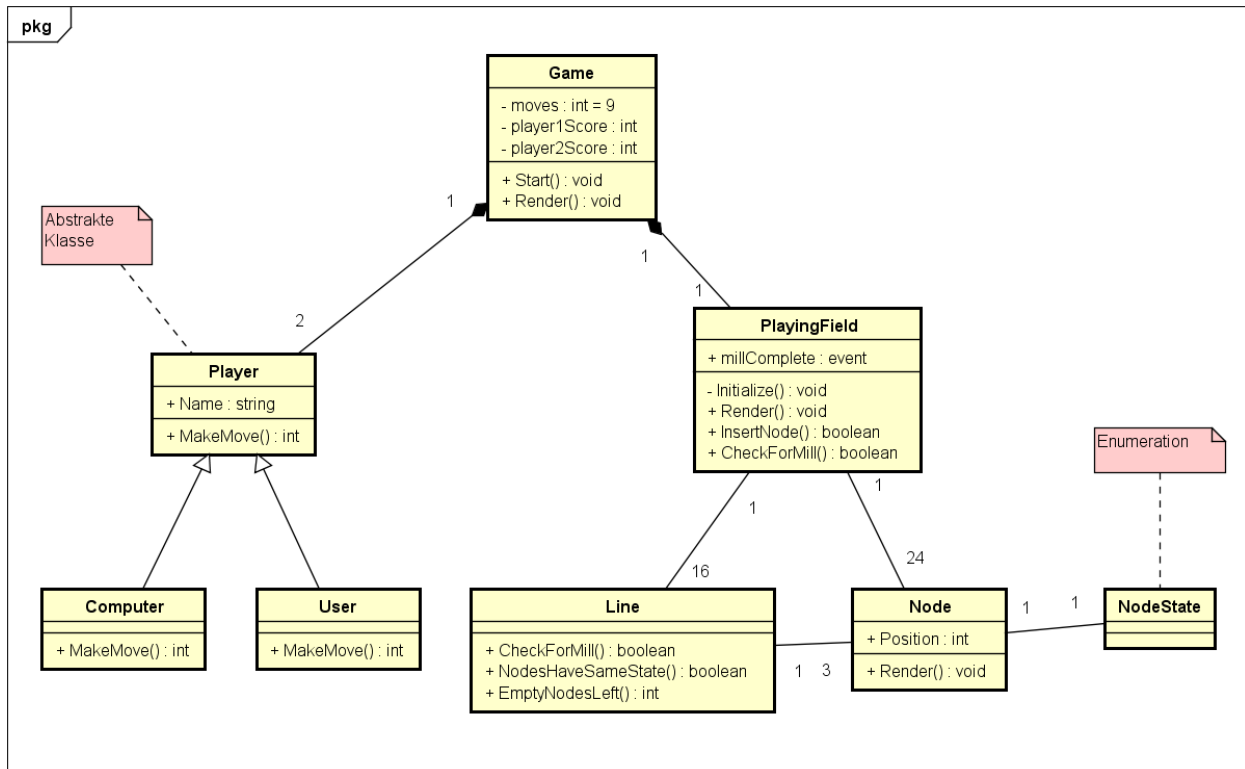 pkg
Game
- moves : int = 9
- player1Score : int
- player2Score : int
+ Start() : void
+ Render() : void
1
2
1
1
Abstrakte
Klasse
Player
+ Name : string
+ MakeMove() : int
PlayingField
+ millComplete : event
- Initialize() : void
+ Render() : void
+ InsertNode() : boolean
+ CheckForMill() : boolean
Enumeration
1
16
1
24
Computer
+ MakeMove() : int
User
+ MakeMove() : int
Line
+ CheckForMill() : boolean
+ NodesHaveSameState() : boolean
+ EmptyNodesLeft() : int
1
3
Node
+ Position : int
+ Render() : void
1
1
NodeState